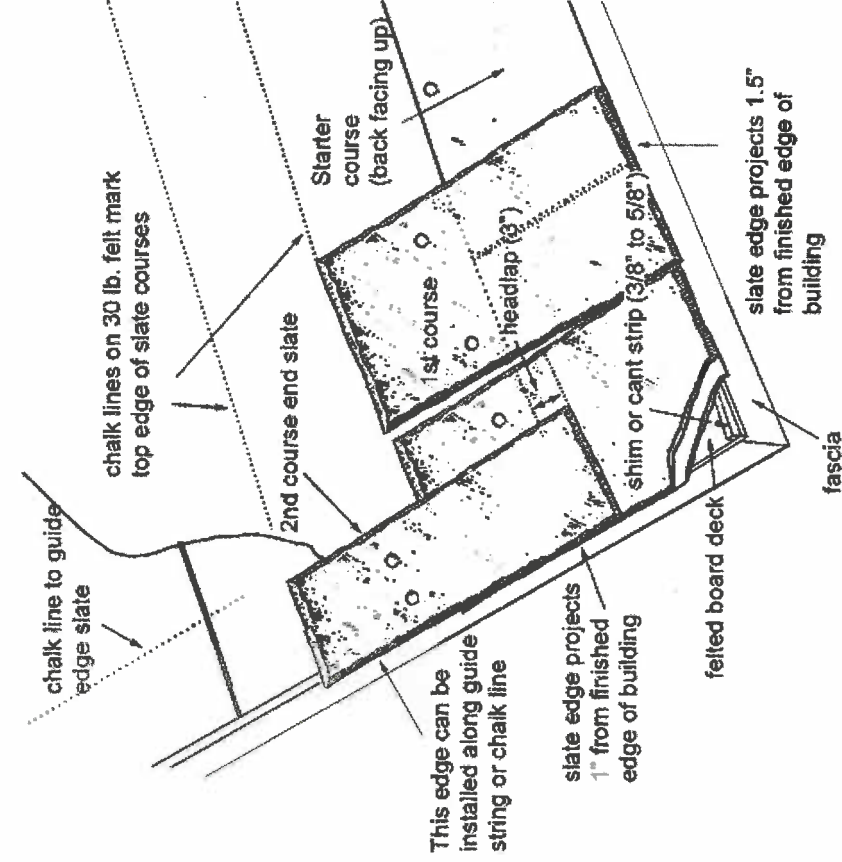 chalk line to guide
edge slate
chalk lines on 30 lb. felt mark
top edge of slate courses
2nd course end slate
Starter
course
(back facing up)
1st course
headlap (3")
shim or cant strip (3/8" to 5/8")
This edge can be
installed along guide
string or chalk line
slate edge projects
1" from finished
edge of building
felted board deck
fascia
slate edge projects 1.5"
from finished edge of
building